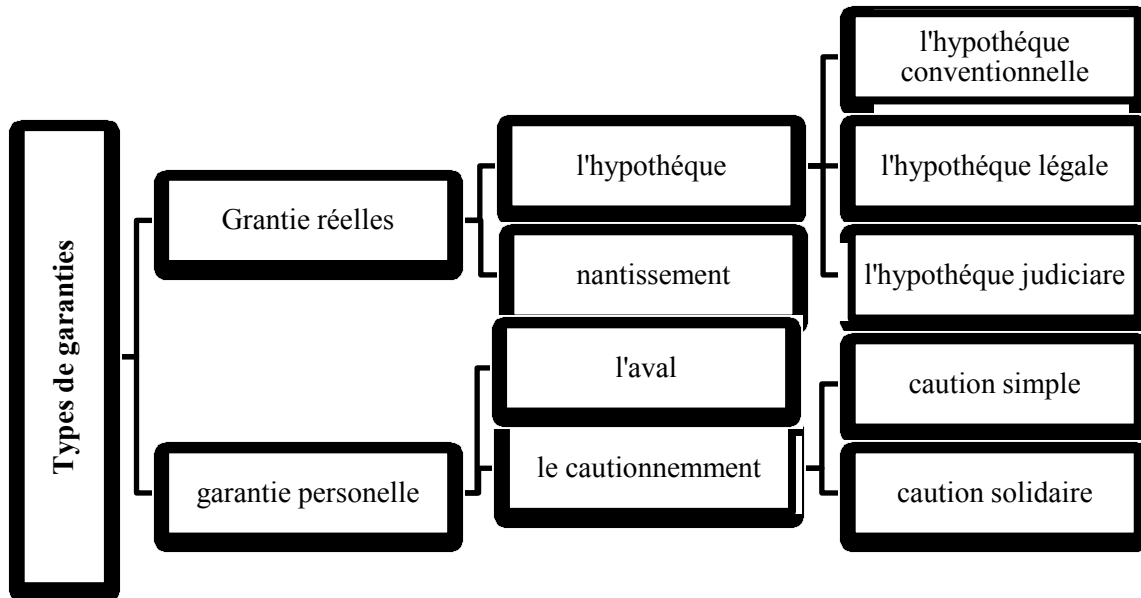 Types de garanties
Grantie réelles
l'hypothéque
l'hypothéque
conventionnelle
l'hypothéque légale
l'hypothéque judiciare
nantissement
garantie personelle
l'aval
le cautionnemment
caution simple
caution solidaire